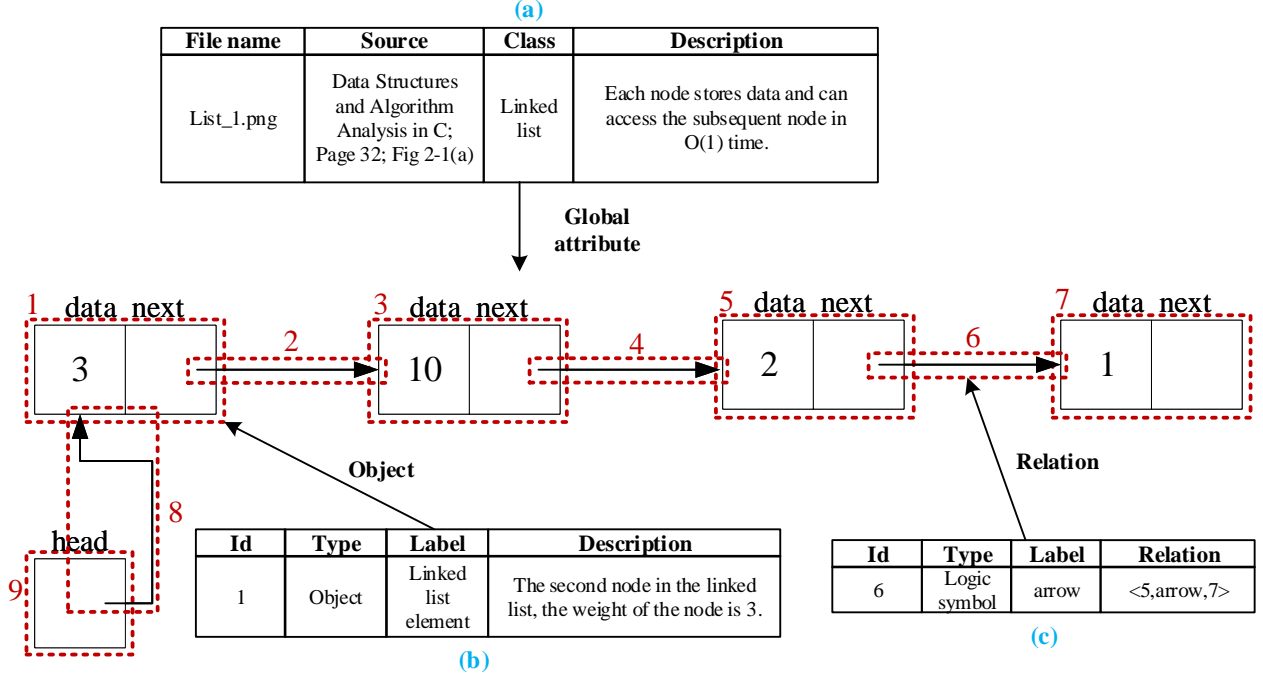 (a)
File name Source Class Description
List_1.png
Data Structures
and Algorithm
Analysis in C;
Page 32; Fig 2-1(a)
Linked
list
Each node stores data and can
access the subsequent node in
O(1) time.
Global
attribute
1 data next
3 data next
5 data next
7 data next
3
2
10
4
2
6
1
Object
Relation
8
head
9
Id Type Label Description
1
Object
Linked
list
element
The second node in the linked
list, the weight of the node is 3.
(b)
Id Type Label Relation
6
Logic
symbol
arrow
<5,arrow,7>
(c)